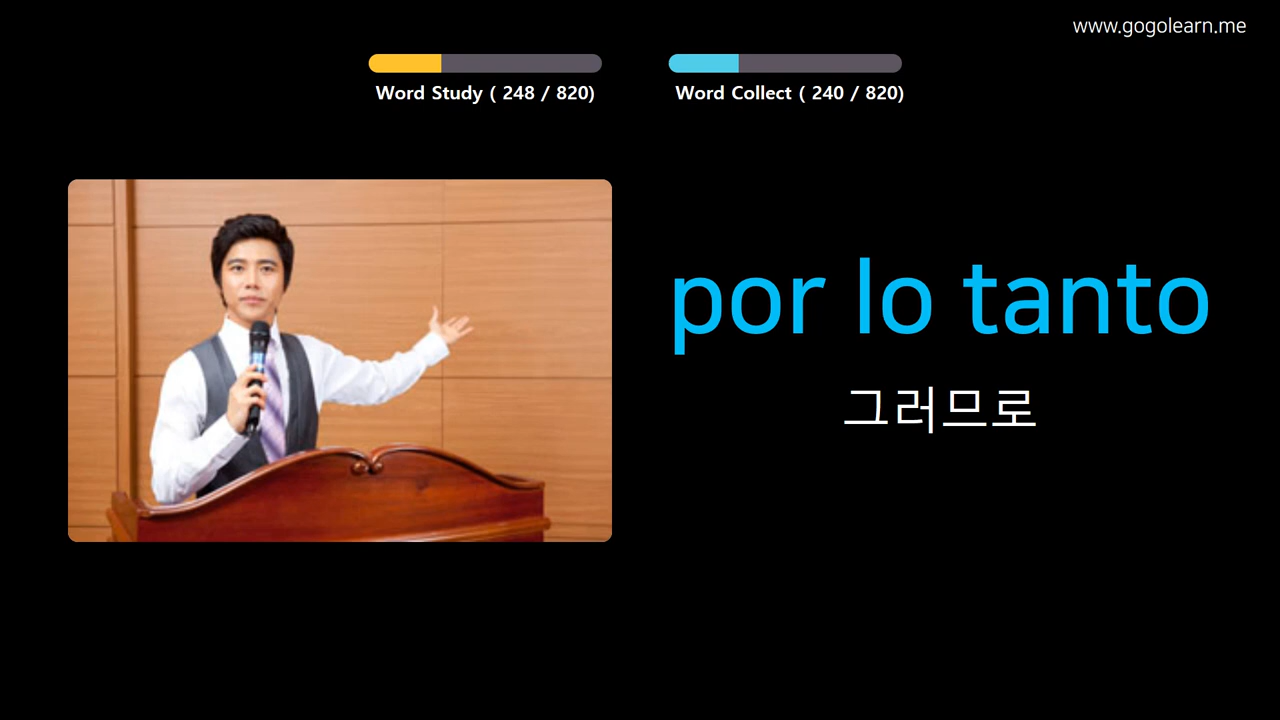 www.gogolearn.me
Word Study ( 248 / 820)
Word Collect ( 240 / 820)
por lo tanto
그러므로